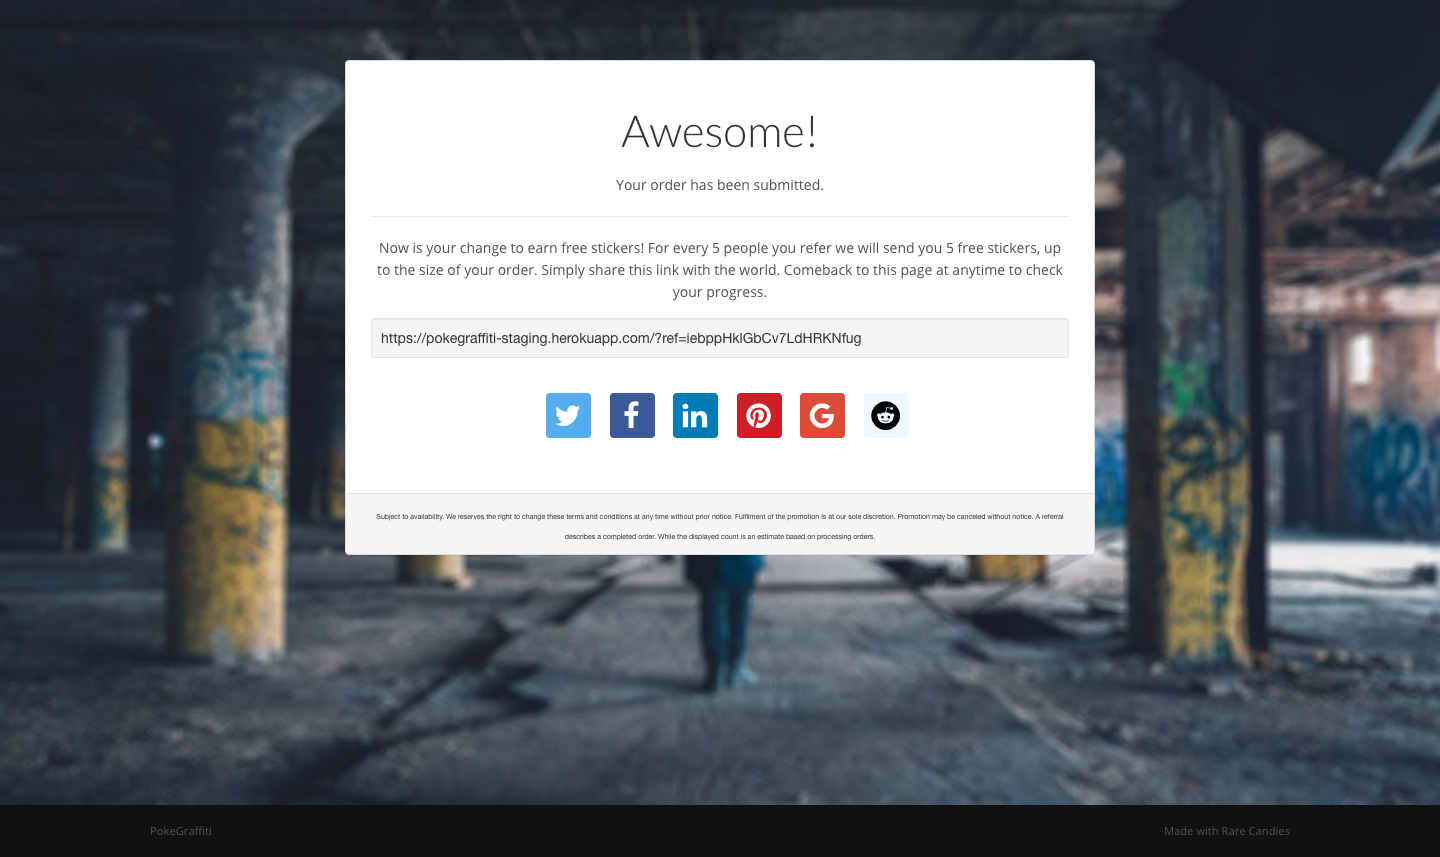 Awesome!
Your order has been submitted.
Now is your change to earn free stickers! For every 5 people you refer we will send you 5 free stickers, up
to the size of your order. Simply share this link with the world. Comeback to this page at anytime to check
your progress.
https://pokegraffiti-staging.herokuapp.com/?ref=iebppHklGbCv7LdHRKNfug
Subject to availability. We reserves the right to change these terms and conditions at any time without prior notice. Fulfilment of the promotion is at our sole discretion. Promotion may be canceled without notice. A referral
describes a completed order. While the displayed count is an estimate based on processing orders.
PokeGraffiti
Made with Rare Candies